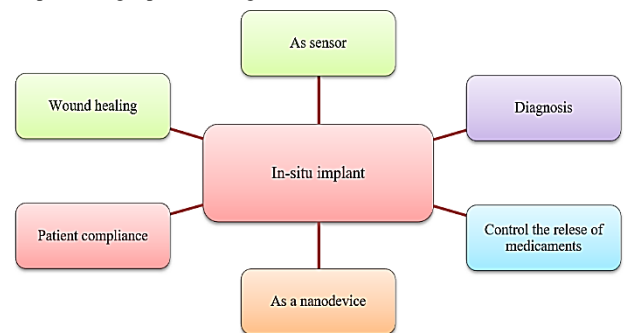 As sensor
Wound healing
Diagnosis
In-situ implant
Patient compliance
Control the relese of
medicaments
As a nanodevice